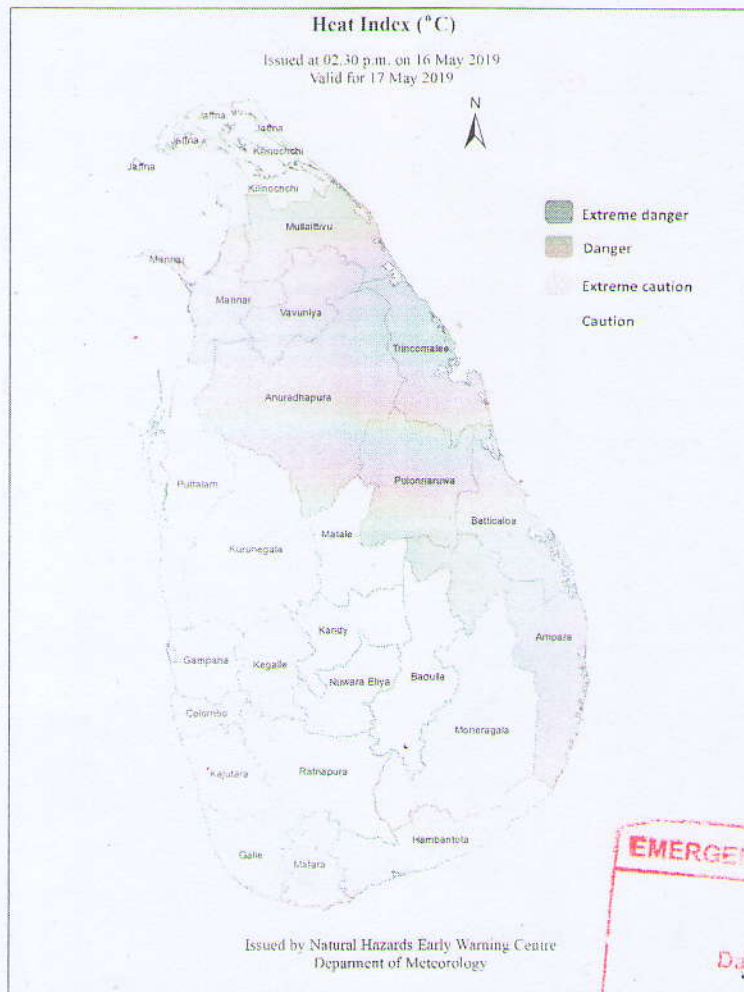 Heat Index (°C)
Issued at 02.30 p.m. on 16 May 2019
Valid for 17 May 2019
N
Jaffna
Jaffna
Jaffna
Kilinochchi
Jaffna
Kilinochchi
Mullaittivu
Extreme danger
Danger
Mannar
Extreme caution
Mannar
Vavuniya
Caution
Trincomalee
Anuradhapura
Puttalam
Polonnaruwa
Batticaloa
Matale
Kurunegala
Kandy
Ampara
Gampaha
Kegalle
Nuwara Eliya
Badulla
Colombo
Moneragala
Kalutara
Ratnapura
Hambantota
Galle
Matara
EMERGEN
Da
Issued by Natural Hazards Early Warning Centre
Deparment of Meteorology